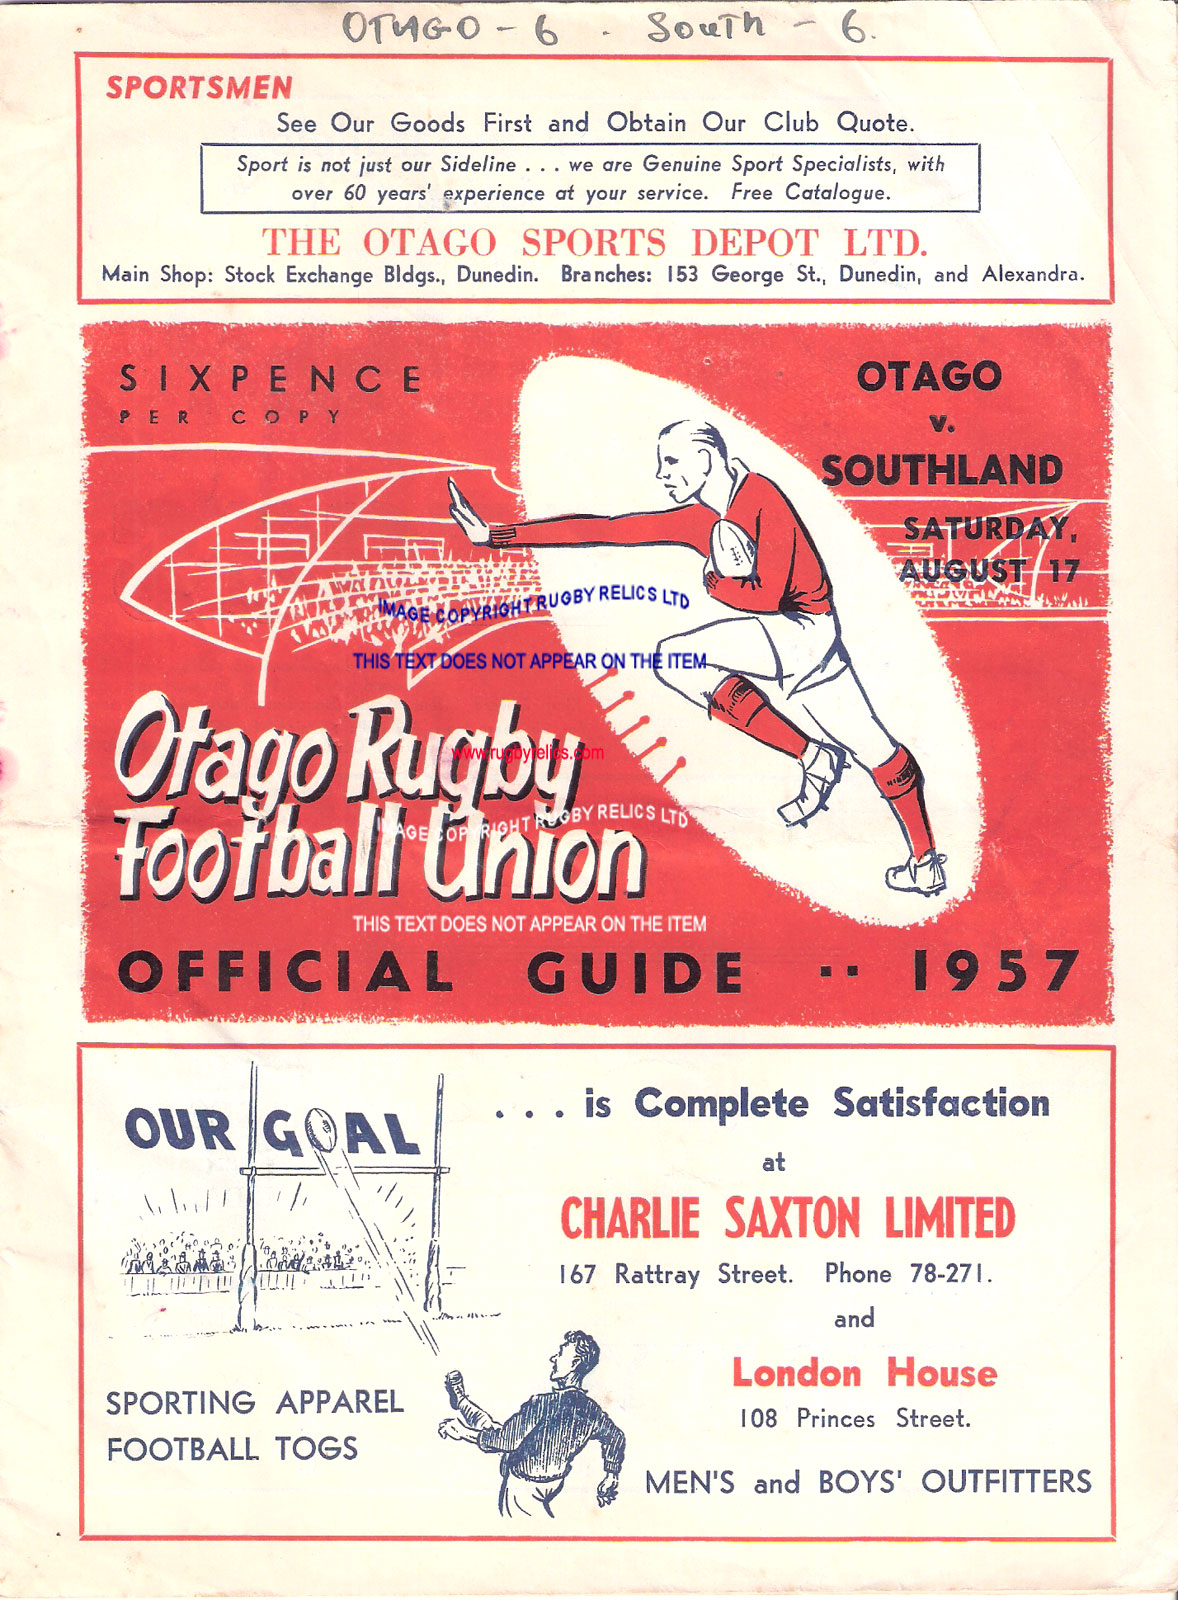 OTAGO - 6 . South - 6.
SPORTSMEN
See Our Goods First and Obtain Our Club Quote.
Sport is not just our Sideline . . . we are Genuine Sport Specialists, with
over 60 years' experience at your service. Free Catalogue.
THE OTAGO SPORTS DEPOT LTD.
Main Shop: Stock Exchange Bldgs., Dunedin. Branches: 153 George St., Dunedin, and Alexandra.
SIXPENCE
PER COPY
OTAGO
v.
SOUTHLAND
SATURDAY,
AUGUST 17
IMAGE COPYRIGHT RUGBY RELICS LTD
THIS TEXT DOES NOT APPEAR ON THE ITEM
Otago Rugby
www.rugbyrelics.com
Football Union
IMAGE COPYRIGHT RUGBY RELICS LTD
THIS TEXT DOES NOT APPEAR ON THE ITEM
OFFICIAL GUIDE .. 1957
OUR GOAL
. . . is Complete Satisfaction
at
CHARLIE SAXTON LIMITED
167 Rattray Street. Phone 78-271.
and
London House
108 Princes Street.
SPORTING APPAREL
FOOTBALL TOGS
MEN'S and BOYS' OUTFITTERS